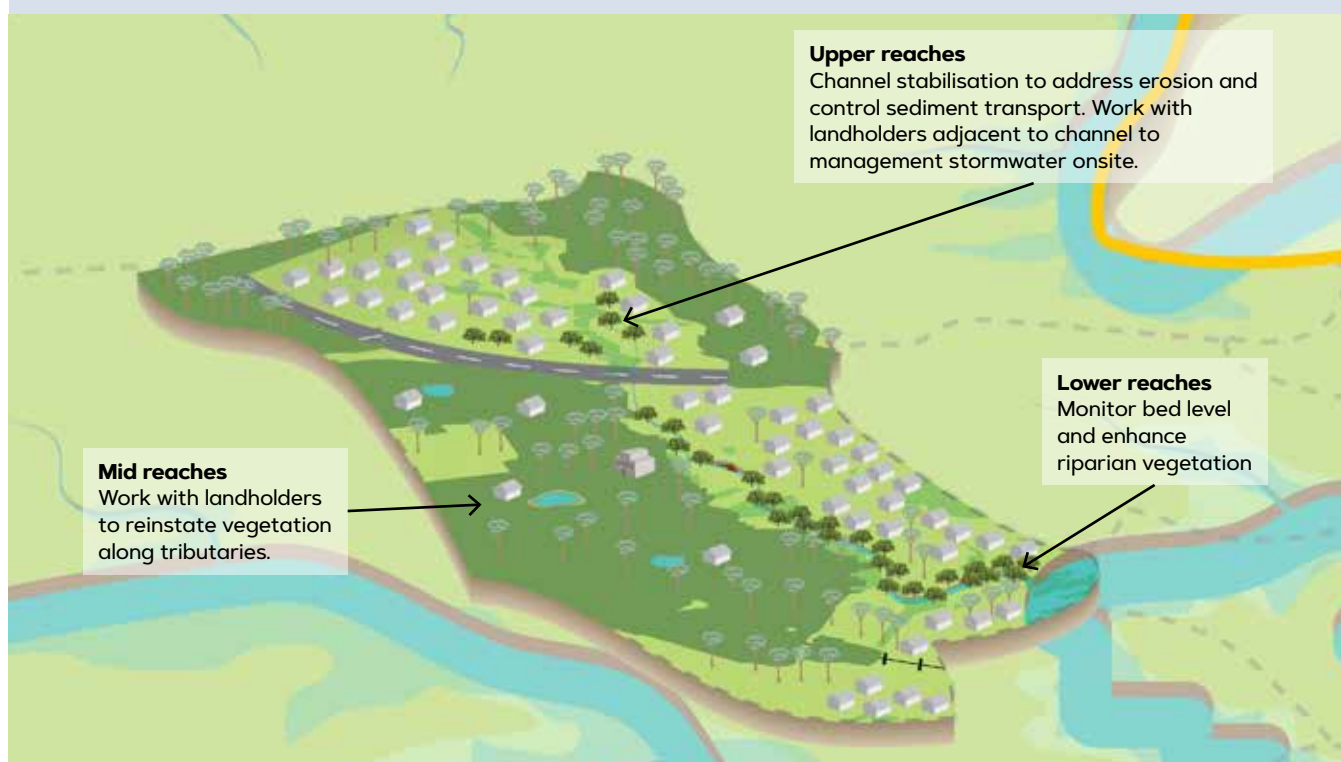 Upper reaches
Channel stabilisation to address erosion and
control sediment transport. Work with
landholders adjacent to channel to
management stormwater onsite.
Lower reaches
Monitor bed level
and enhance
riparian vegetation
Mid reaches
Work with landholders
to reinstate vegetation
along tributaries.